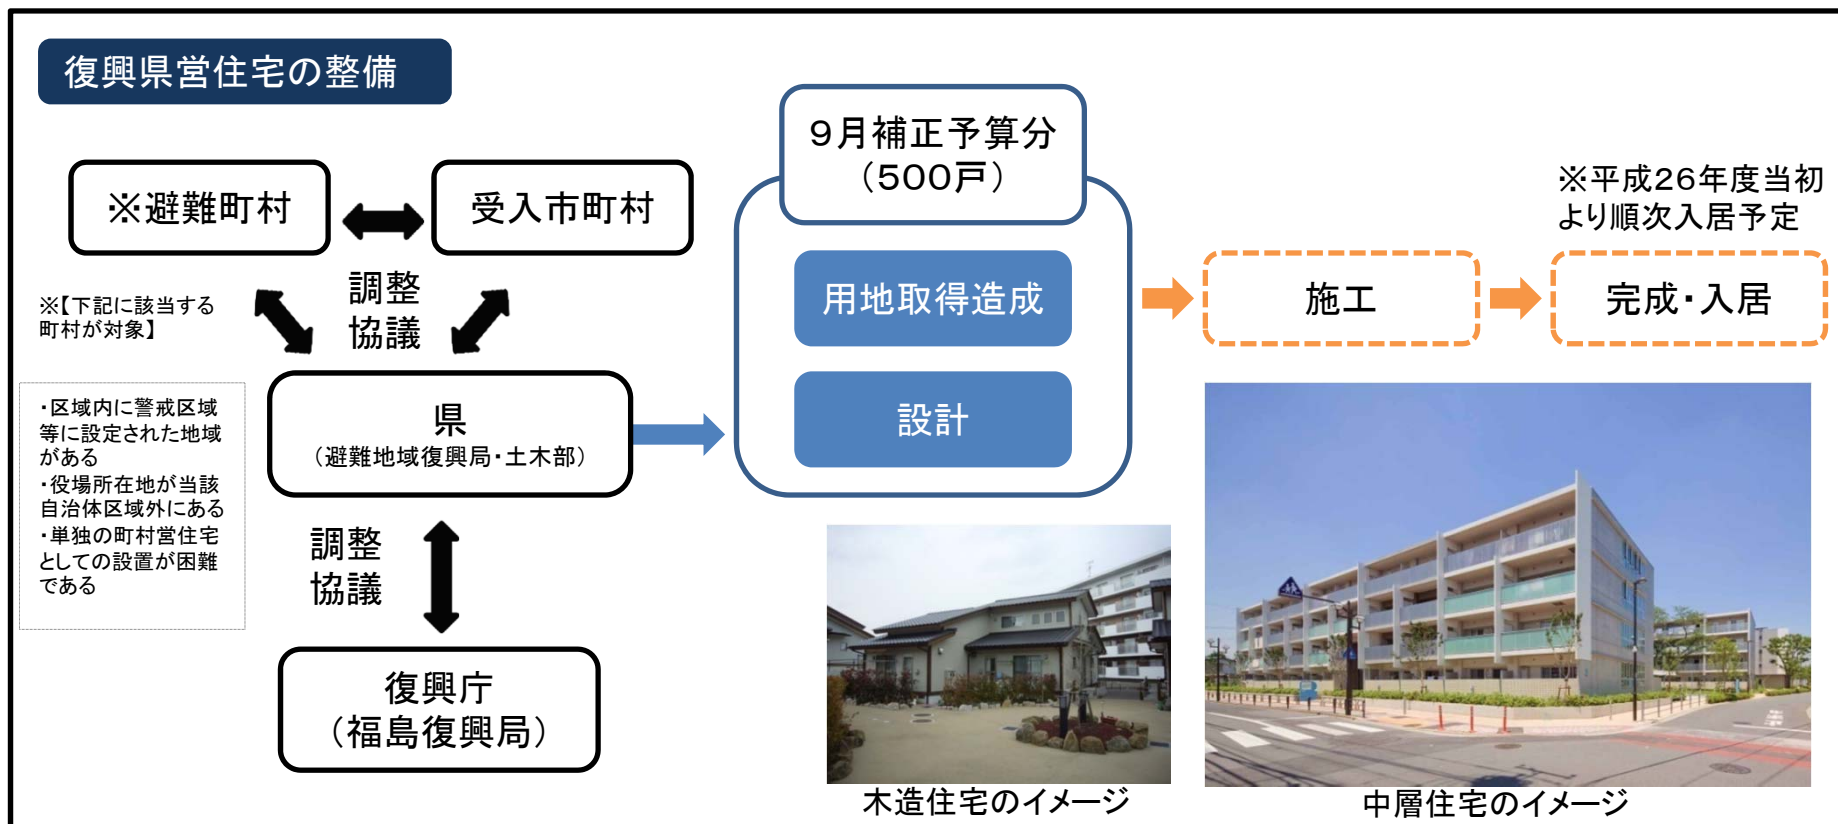 復興県営住宅の整備
※避難町村
受入市町村
調整
協議
※【下記に該当する
町村が対象】
・区域内に警戒区域
等に設定された地域
がある
・役場所在地が当該
自治体区域外にある
・単独の町村営住宅
としての設置が困難
である
県
（避難地域復興局・土木部）
調整
協議
復興庁
（福島復興局）
９月補正予算分
（５００戸）
用地取得造成
設計
施工
※平成２６年度当初
より順次入居予定
完成・入居
木造住宅のイメージ
中層住宅のイメージ